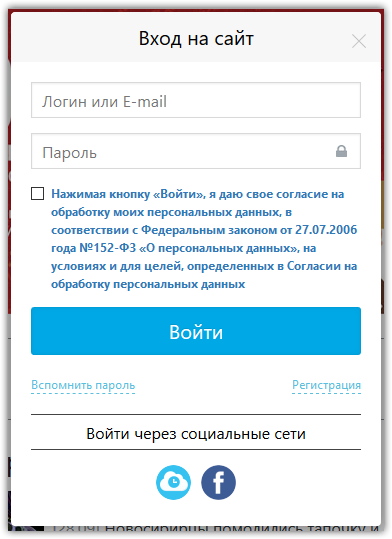 Вход на сайт
Логин или E-mail
Пароль
Нажимая кнопку «Войти», я даю свое согласие на
обработку моих персональных данных, в
соответствии с Федеральным законом от 27.07.2006
года №152-ФЗ «О персональных данных», на
условиях и для целей, определенных в Согласии на
обработку персональных данных
Войти
Вспомнить пароль
Регистрация
Войти через социальные сети
f